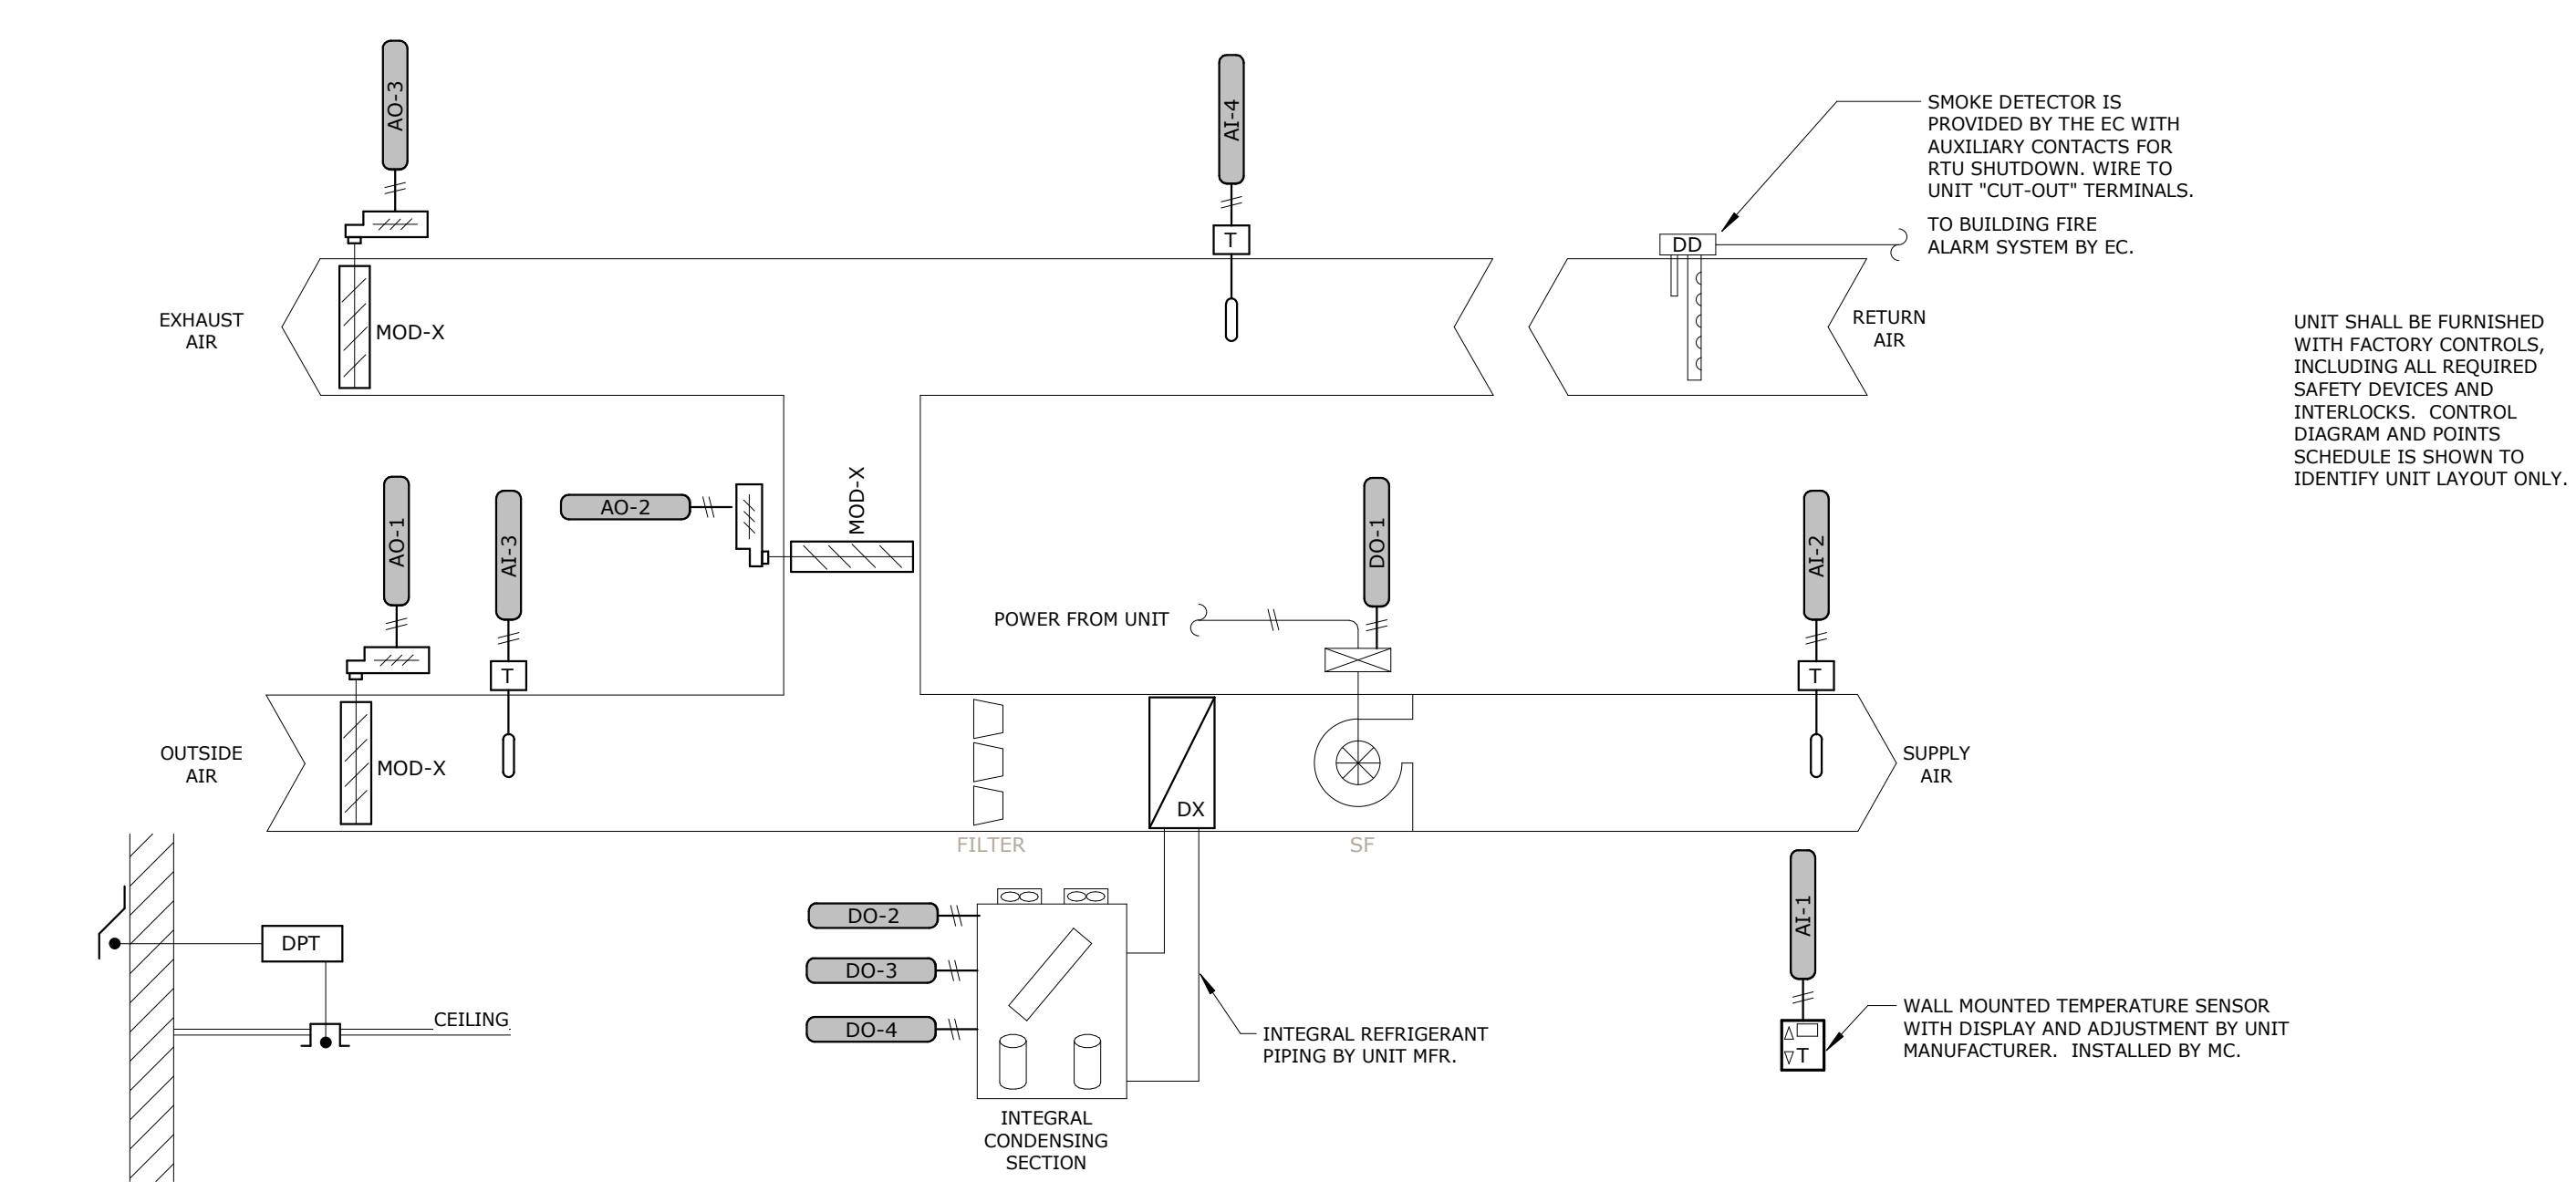 AO-3
AI-4
SMOKE DETECTOR IS
PROVIDED BY THE EC WITH
AUXILIARY CONTACTS FOR
RTU SHUTDOWN. WIRE TO
UNIT "CUT-OUT" TERMINALS.
T
DD
TO BUILDING FIRE
ALARM SYSTEM BY EC.
EXHAUST
AIR
MOD-X
RETURN
AIR
UNIT SHALL BE FURNISHED
WITH FACTORY CONTROLS,
INCLUDING ALL REQUIRED
SAFETY DEVICES AND
INTERLOCKS. CONTROL
DIAGRAM AND POINTS
SCHEDULE IS SHOWN TO
IDENTIFY UNIT LAYOUT ONLY.
AO-1
AI-3
AO-2
MOD-X
DO-1
AI-2
POWER FROM UNIT
T
T
OUTSIDE
AIR
MOD-X
DX
SUPPLY
AIR
FILTER
SF
DPT
CEILING
DO-2
DO-3
DO-4
INTEGRAL REFRIGERANT
PIPING BY UNIT MFR.
INTEGRAL
CONDENSING
SECTION
AI-1
T
WALL MOUNTED TEMPERATURE SENSOR
WITH DISPLAY AND ADJUSTMENT BY UNIT
MANUFACTURER. INSTALLED BY MC.